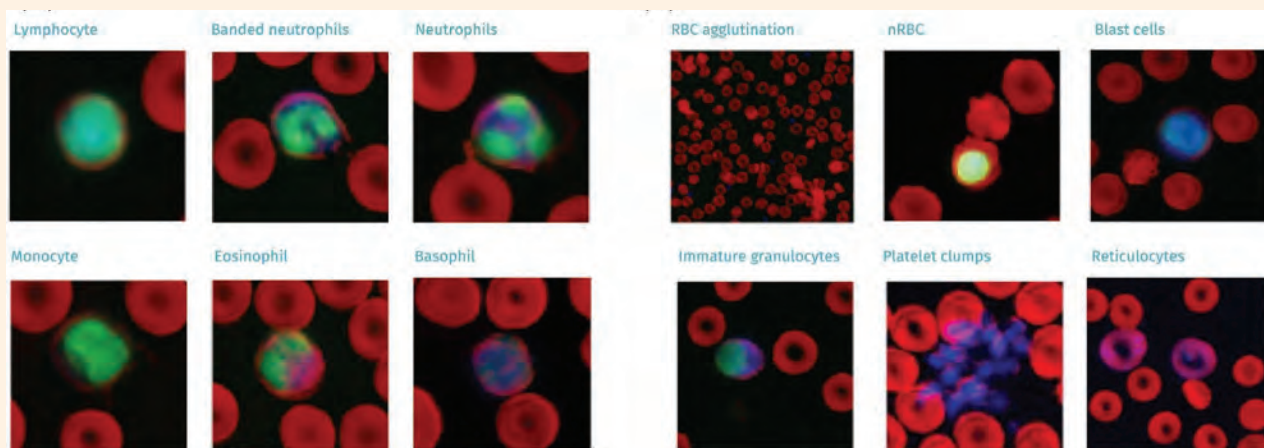 Lymphocyte
Banded neutrophils
Neutrophils
RBC agglutination
nRBC
Blast cells
Monocyte
Eosinophil
Basophil
Immature granulocytes
Platelet clumps
Reticulocytes